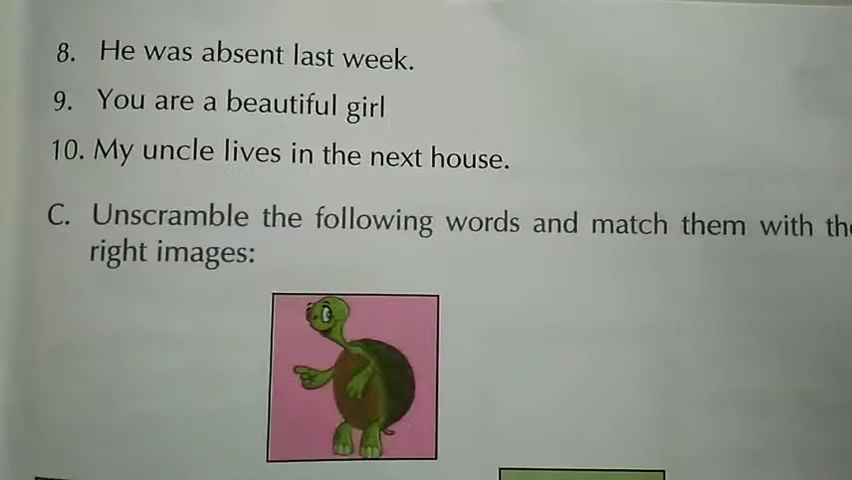 8. He was absent last week.
9. You are a beautiful girl
10. My uncle lives in the next house.
C. Unscramble the following words and match them with the
right images: